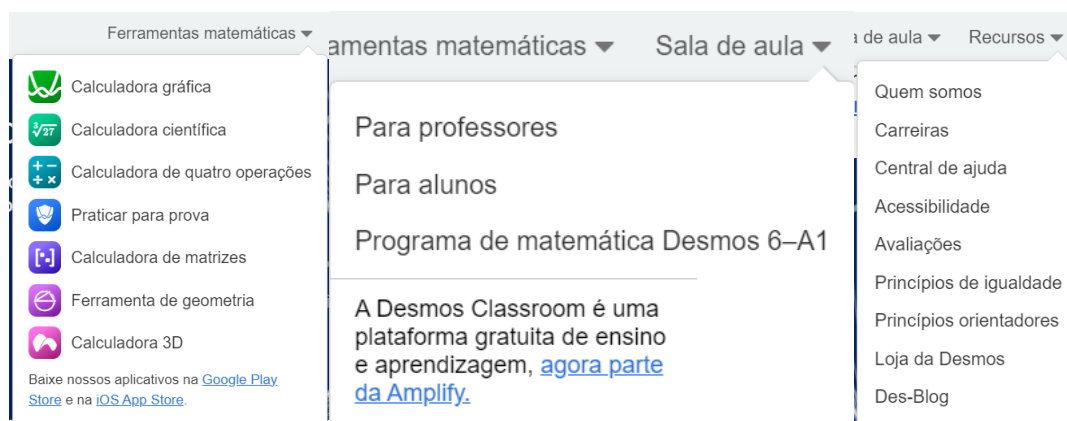 Ferramentas matemáticas
Calculadora gráfica
Calculadora científica
Calculadora de quatro operações
Praticar para prova
Calculadora de matrizes
Ferramenta de geometria
Calculadora 3D
Baixe nossos aplicativos na Google Play
Store e na iOS App Store.
amentas matemáticas Sala de aula
Para professores
Para alunos
Programa de matemática Desmos 6–A1
A Desmos Classroom é uma
plataforma gratuita de ensino
e aprendizagem, agora parte
da Amplify.
de aula Recursos
Quem somos
Carreiras
Central de ajuda
Acessibilidade
Avaliações
Princípios de igualdade
Princípios orientadores
Loja da Desmos
Des-Blog